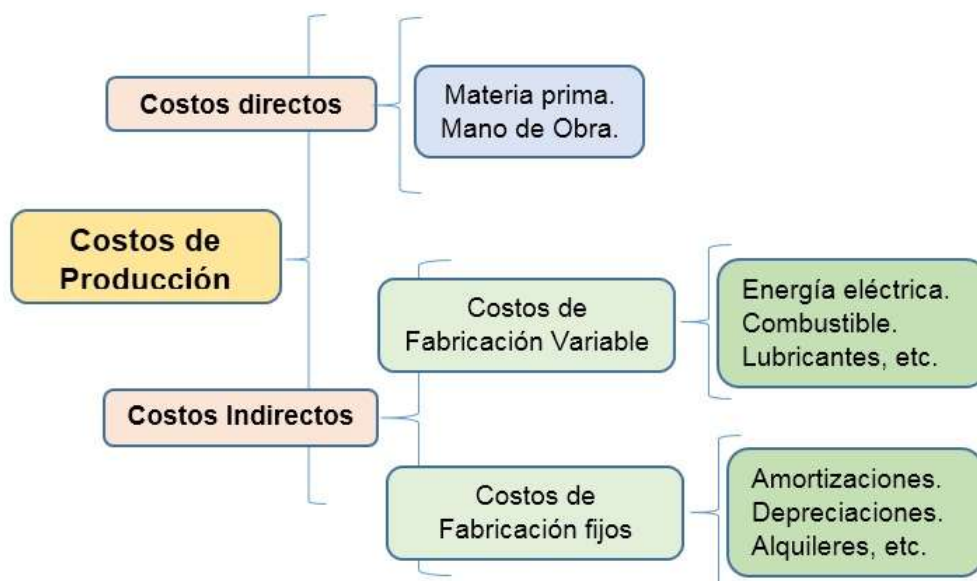 Costos directos
Materia prima.
Mano de Obra.
Costos de
Producción
Costos Indirectos
Costos de
Fabricación Variable
Energía eléctrica.
Combustible.
Lubricantes, etc.
Costos de
Fabricación fijos
Amortizaciones.
Depreciaciones.
Alquileres, etc.